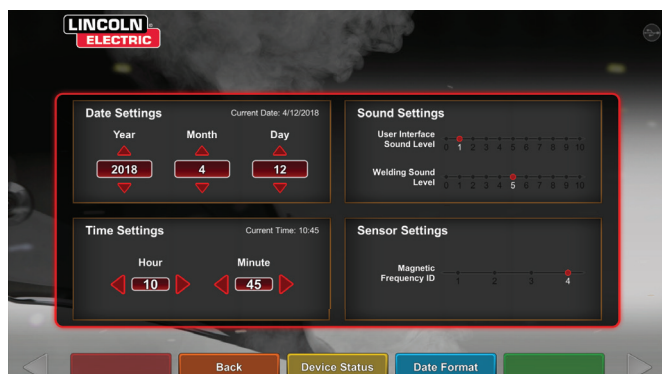 LINCOLN®
ELECTRIC
Date Settings
Current Date: 4/12/2018
Year
Month
Day
2018
4
12
Sound Settings
User Interface
Sound Level
0 1 2 3 4 5 6 7 8 9 10
Welding Sound
Level
0 1 2 3 4 5 6 7 8 9 10
Time Settings
Current Time: 10:45
Hour
Minute
10
45
Sensor Settings
Magnetic
Frequency ID
1 2 3 4
Back
Device Status
Date Format